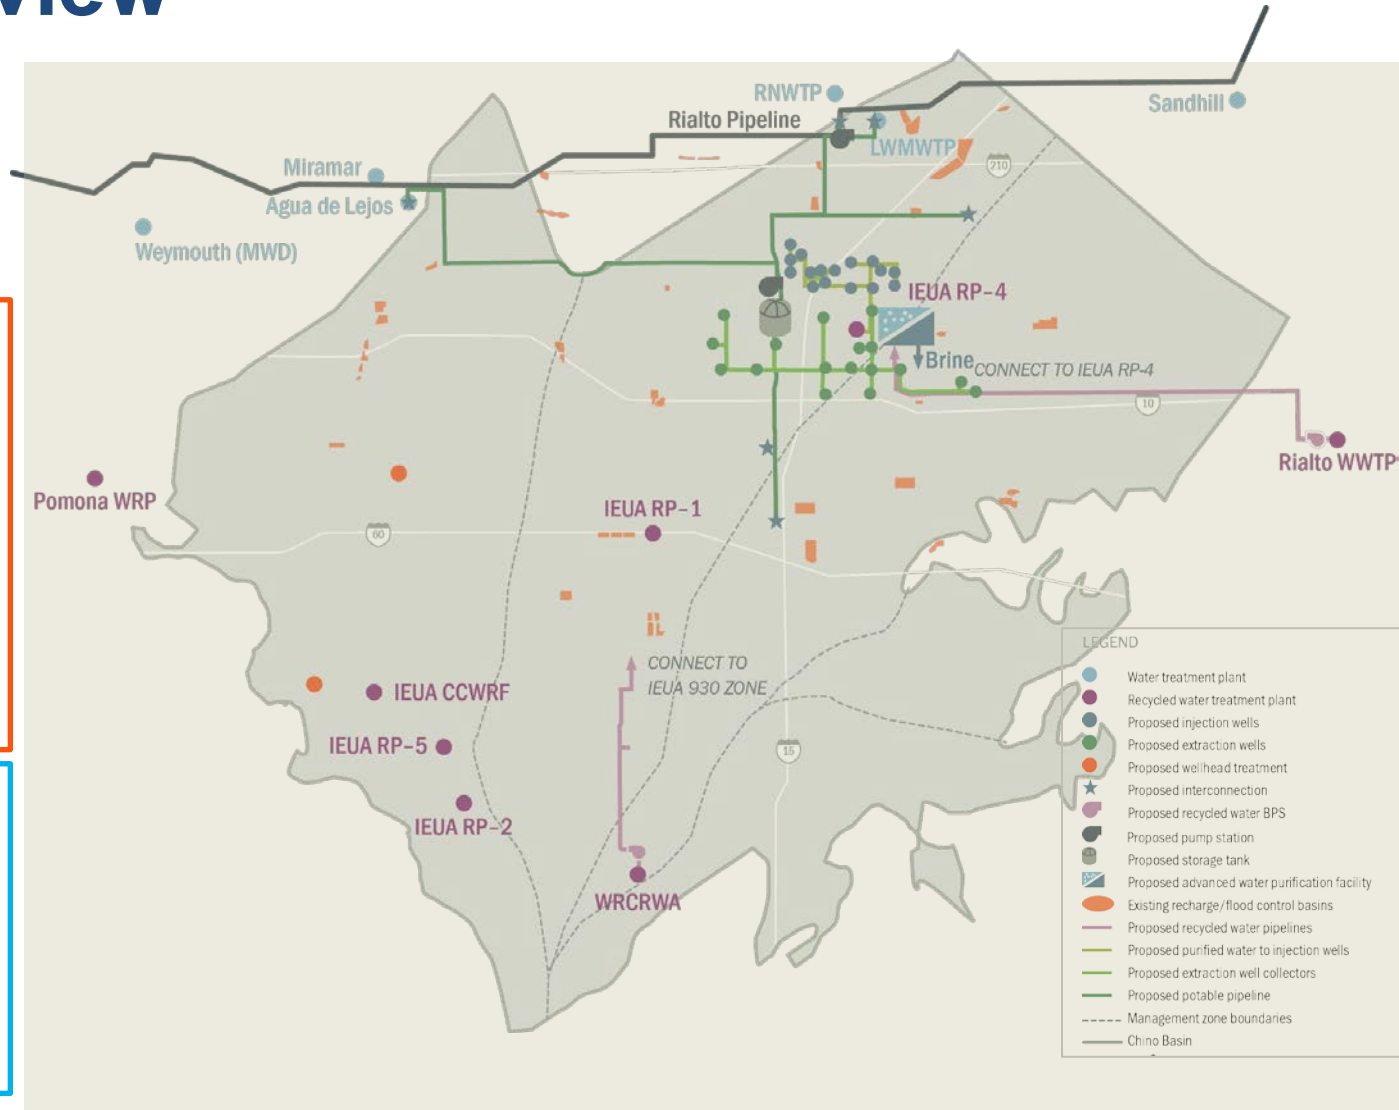 RNWTP
Sandhill
Rialto Pipeline
LWMWTP
210
Miramar
Agua de Lejos
Weymouth (MWD)
IEUA RP-4
Brine
CONNECT TO IEUA RP-4
10
Rialto WWTP
Pomona WRP
IEUA RP-1
60
CONNECT TO
IEUA 930 ZONE
IEUA CCWRF
IEUA RP-5
15
IEUA RP-2
WRCRWA
LEGEND
Water treatment plant
Recycled water treatment plant
Proposed injection wells
Proposed extraction wells
Proposed wellhead treatment
Proposed interconnection
Proposed recycled water BPS
Proposed pump station
Proposed storage tank
Proposed advanced water purification facility
Existing recharge/flood control basins
Proposed recycled water pipelines
Proposed purified water to injection wells
Proposed extraction well collectors
Proposed potable pipeline
Management zone boundaries
Chino Basin